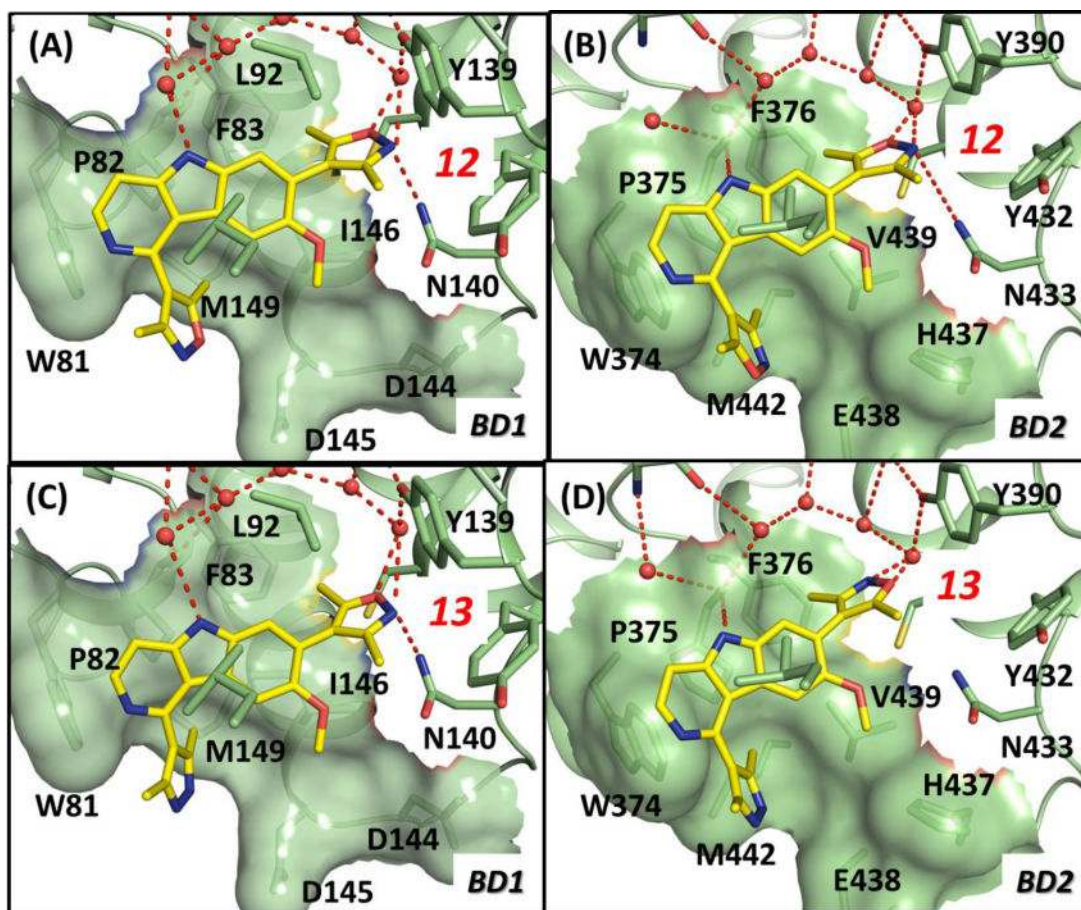 (A)
L92
Y139
F83
12
P82
I146
N140
M149
W81
D144
D145
BD1
(B)
Y390
F376
12
P375
Y432
V439
N433
H437
W374
M442
E438
BD2
(C)
L92
Y139
F83
13
P82
I146
N140
M149
W81
D144
D145
BD1
(D)
Y390
F376
13
P375
Y432
V439
N433
H437
W374
M442
E438
BD2